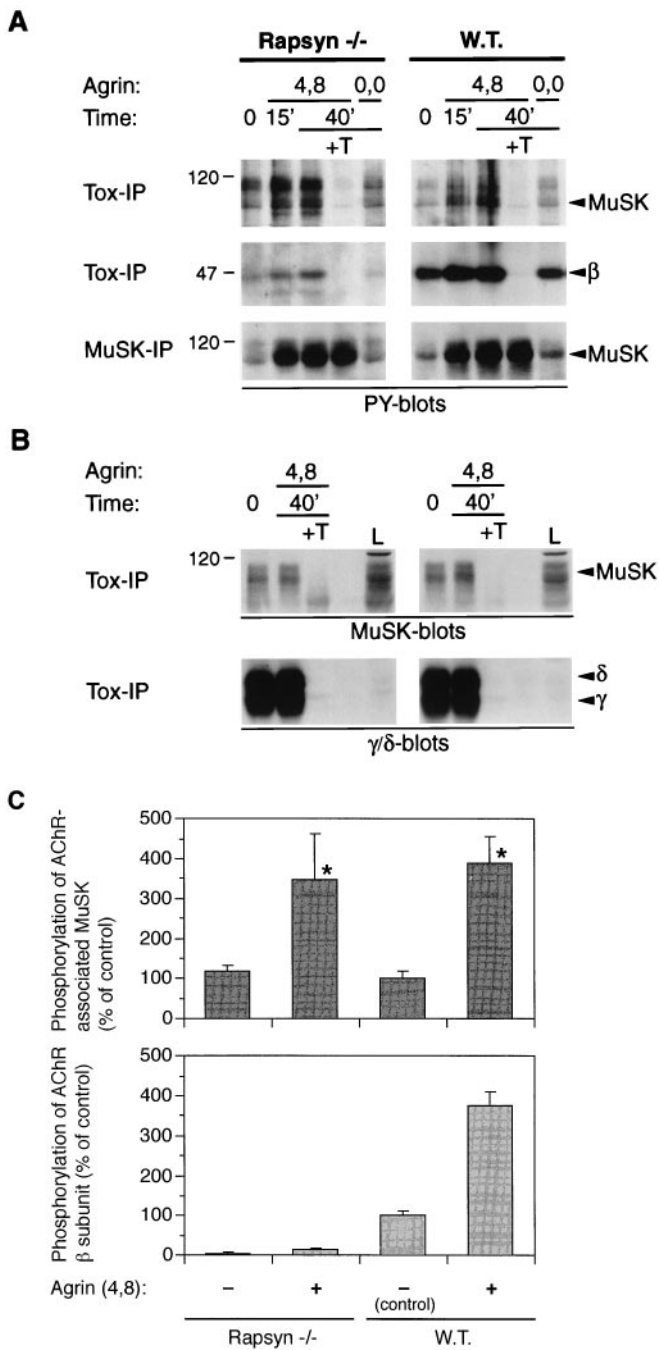 A
Rapsyn -/- W.T.
Agrin: 4,8 0,0 4,8 0,0
Time: 0 15' 40' 0 15' 40'
+T +T
Tox-IP 120 MuSK
Tox-IP 47 β
MuSK-IP 120 MuSK
PY-blots
B
Agrin: 4,8 4,8
Time: 0 40' 0 40'
+T L +T L
Tox-IP 120 MuSK
MuSK-blots
Tox-IP δ
γ
γ/δ-blots
C
Phosphorylation of AChR-
associated MuSK
(% of control)
500
400
300
200
100
0
* *
Phosphorylation of AChR
β subunit (% of control)
500
400
300
200
100
0
Agrin (4,8): – + – +
(control)
Rapsyn -/- W.T.